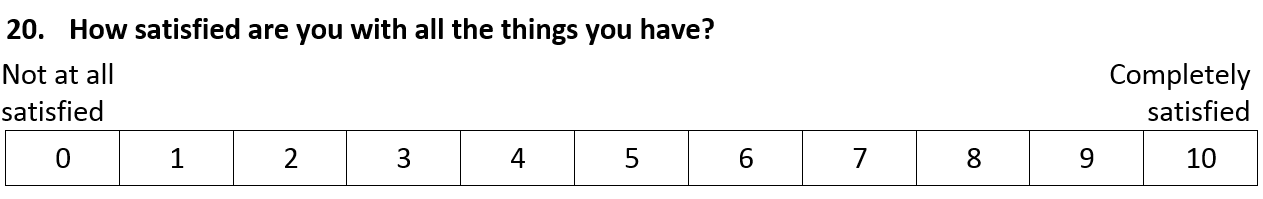 20. How satisfied are you with all the things you have?
Not at all Completely
satisfied satisfied
0 1 2 3 4 5 6 7 8 9 10